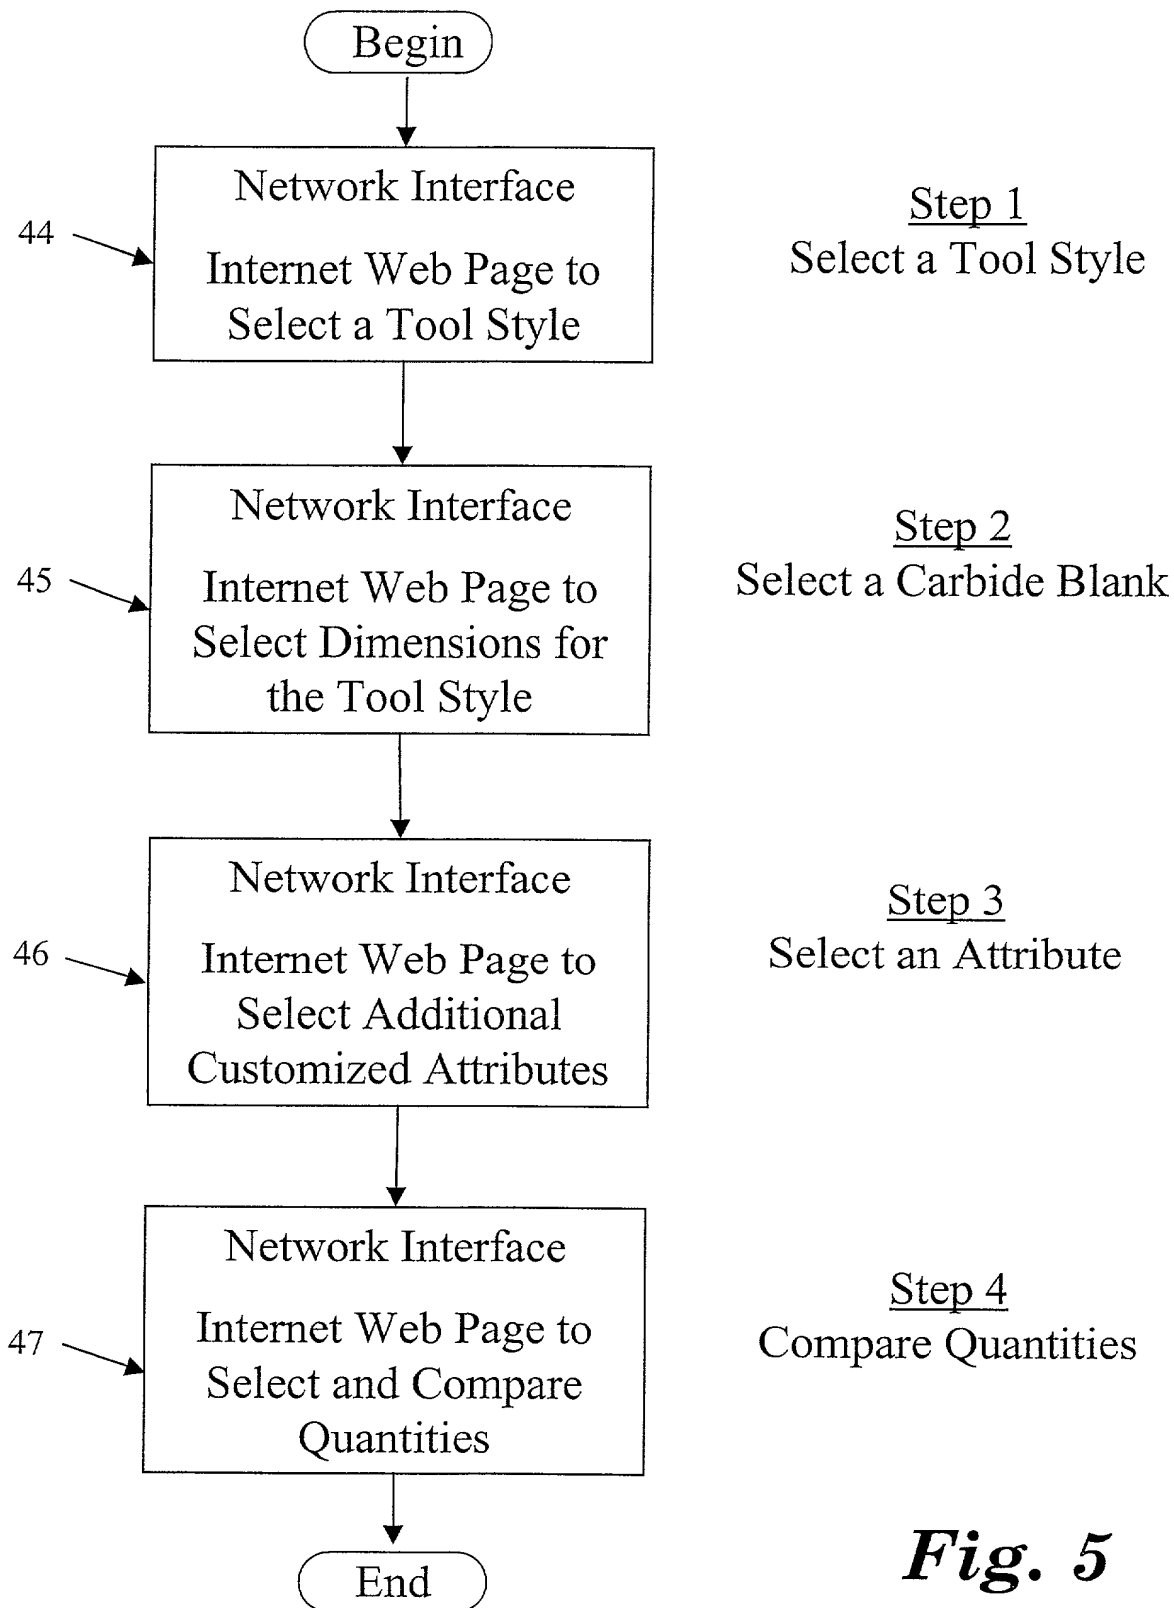 Begin
Network Interface
44
Internet Web Page to
Select a Tool Style
Step 1
Select a Tool Style
Network Interface
45
Internet Web Page to
Select Dimensions for
the Tool Style
Step 2
Select a Carbide Blank
Network Interface
46
Internet Web Page to
Select Additional
Customized Attributes
Step 3
Select an Attribute
Network Interface
47
Internet Web Page to
Select and Compare
Quantities
Step 4
Compare Quantities
End
Fig. 5